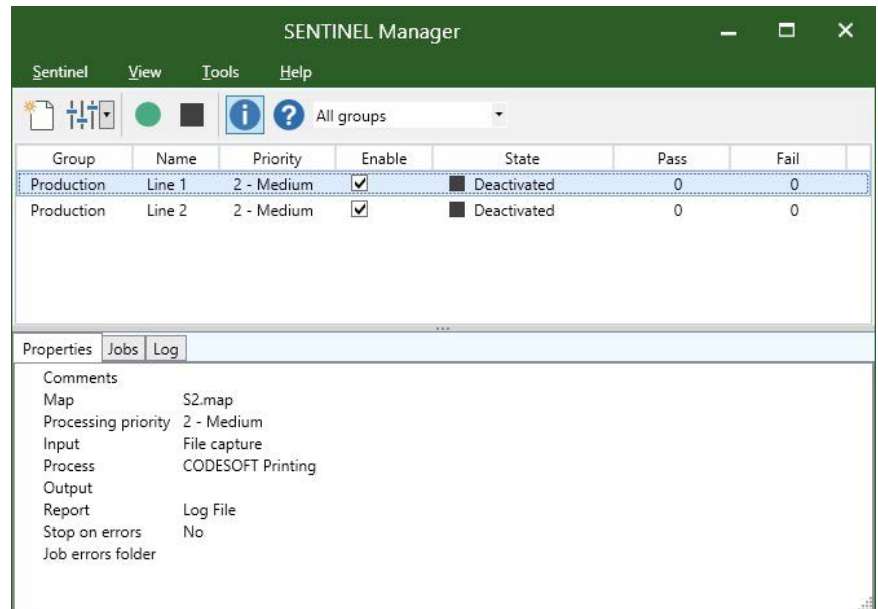 SENTINEL Manager
Sentinel View Tools Help
All groups
Group Name Priority Enable State Pass Fail
Production Line 1 2 - Medium Deactivated 0 0
Production Line 2 2 - Medium Deactivated 0 0
Properties Jobs Log
Comments
Map S2.map
Processing priority 2 - Medium
Input File capture
Process CODESOFT Printing
Output
Report Log File
Stop on errors No
Job errors folder